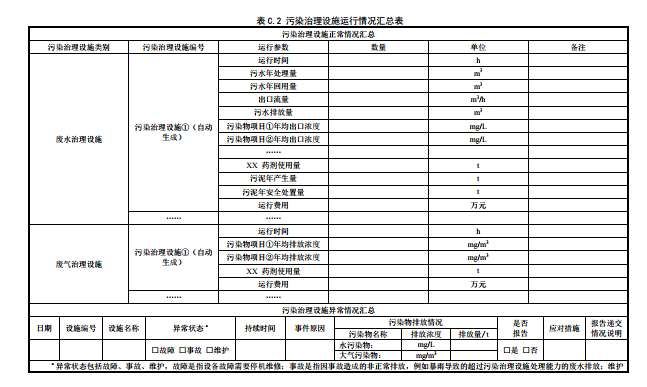 表 C.2 污染治理设施运行情况汇总表
污染治理设施正常情况汇总
污染治理设施类别 污染治理设施编号 运行参数 数量 单位 备注
废水治理设施 污染治理设施①（自动生成） 运行时间 h
污水年处理量 m³
污水年回用量 m³
出口流量 m³/h
污水排放量 m³
污染物项目①年均出口浓度 mg/L
污染物项目②年均出口浓度 mg/L
……
XX 药剂使用量 t
污泥年产生量 t
污泥年安全处置量 t
运行费用 万元
…… ……
废气治理设施 污染治理设施①（自动生成） 运行时间 h
污染物项目①年均排放浓度 mg/m³
污染物项目②年均排放浓度 mg/m³
XX 药剂使用量 t
运行费用 万元
…… ……
污染治理设施异常情况汇总
日期 设施编号 设施名称 异常状态* 持续时间 事件原因 污染物排放情况 是否报告 应对措施 报告递交情况说明
污染物名称 排放浓度 排放量/t
□故障 □事故 □维护 水污染物： mg/L □是 □否
大气污染物： mg/m³
*异常状态包括故障、事故、维护，故障是指设备故障需要停机维修；事故是指因事故造成的非正常排放，例如暴雨导致的超过污染治理设施处理能力的废水排放；维护